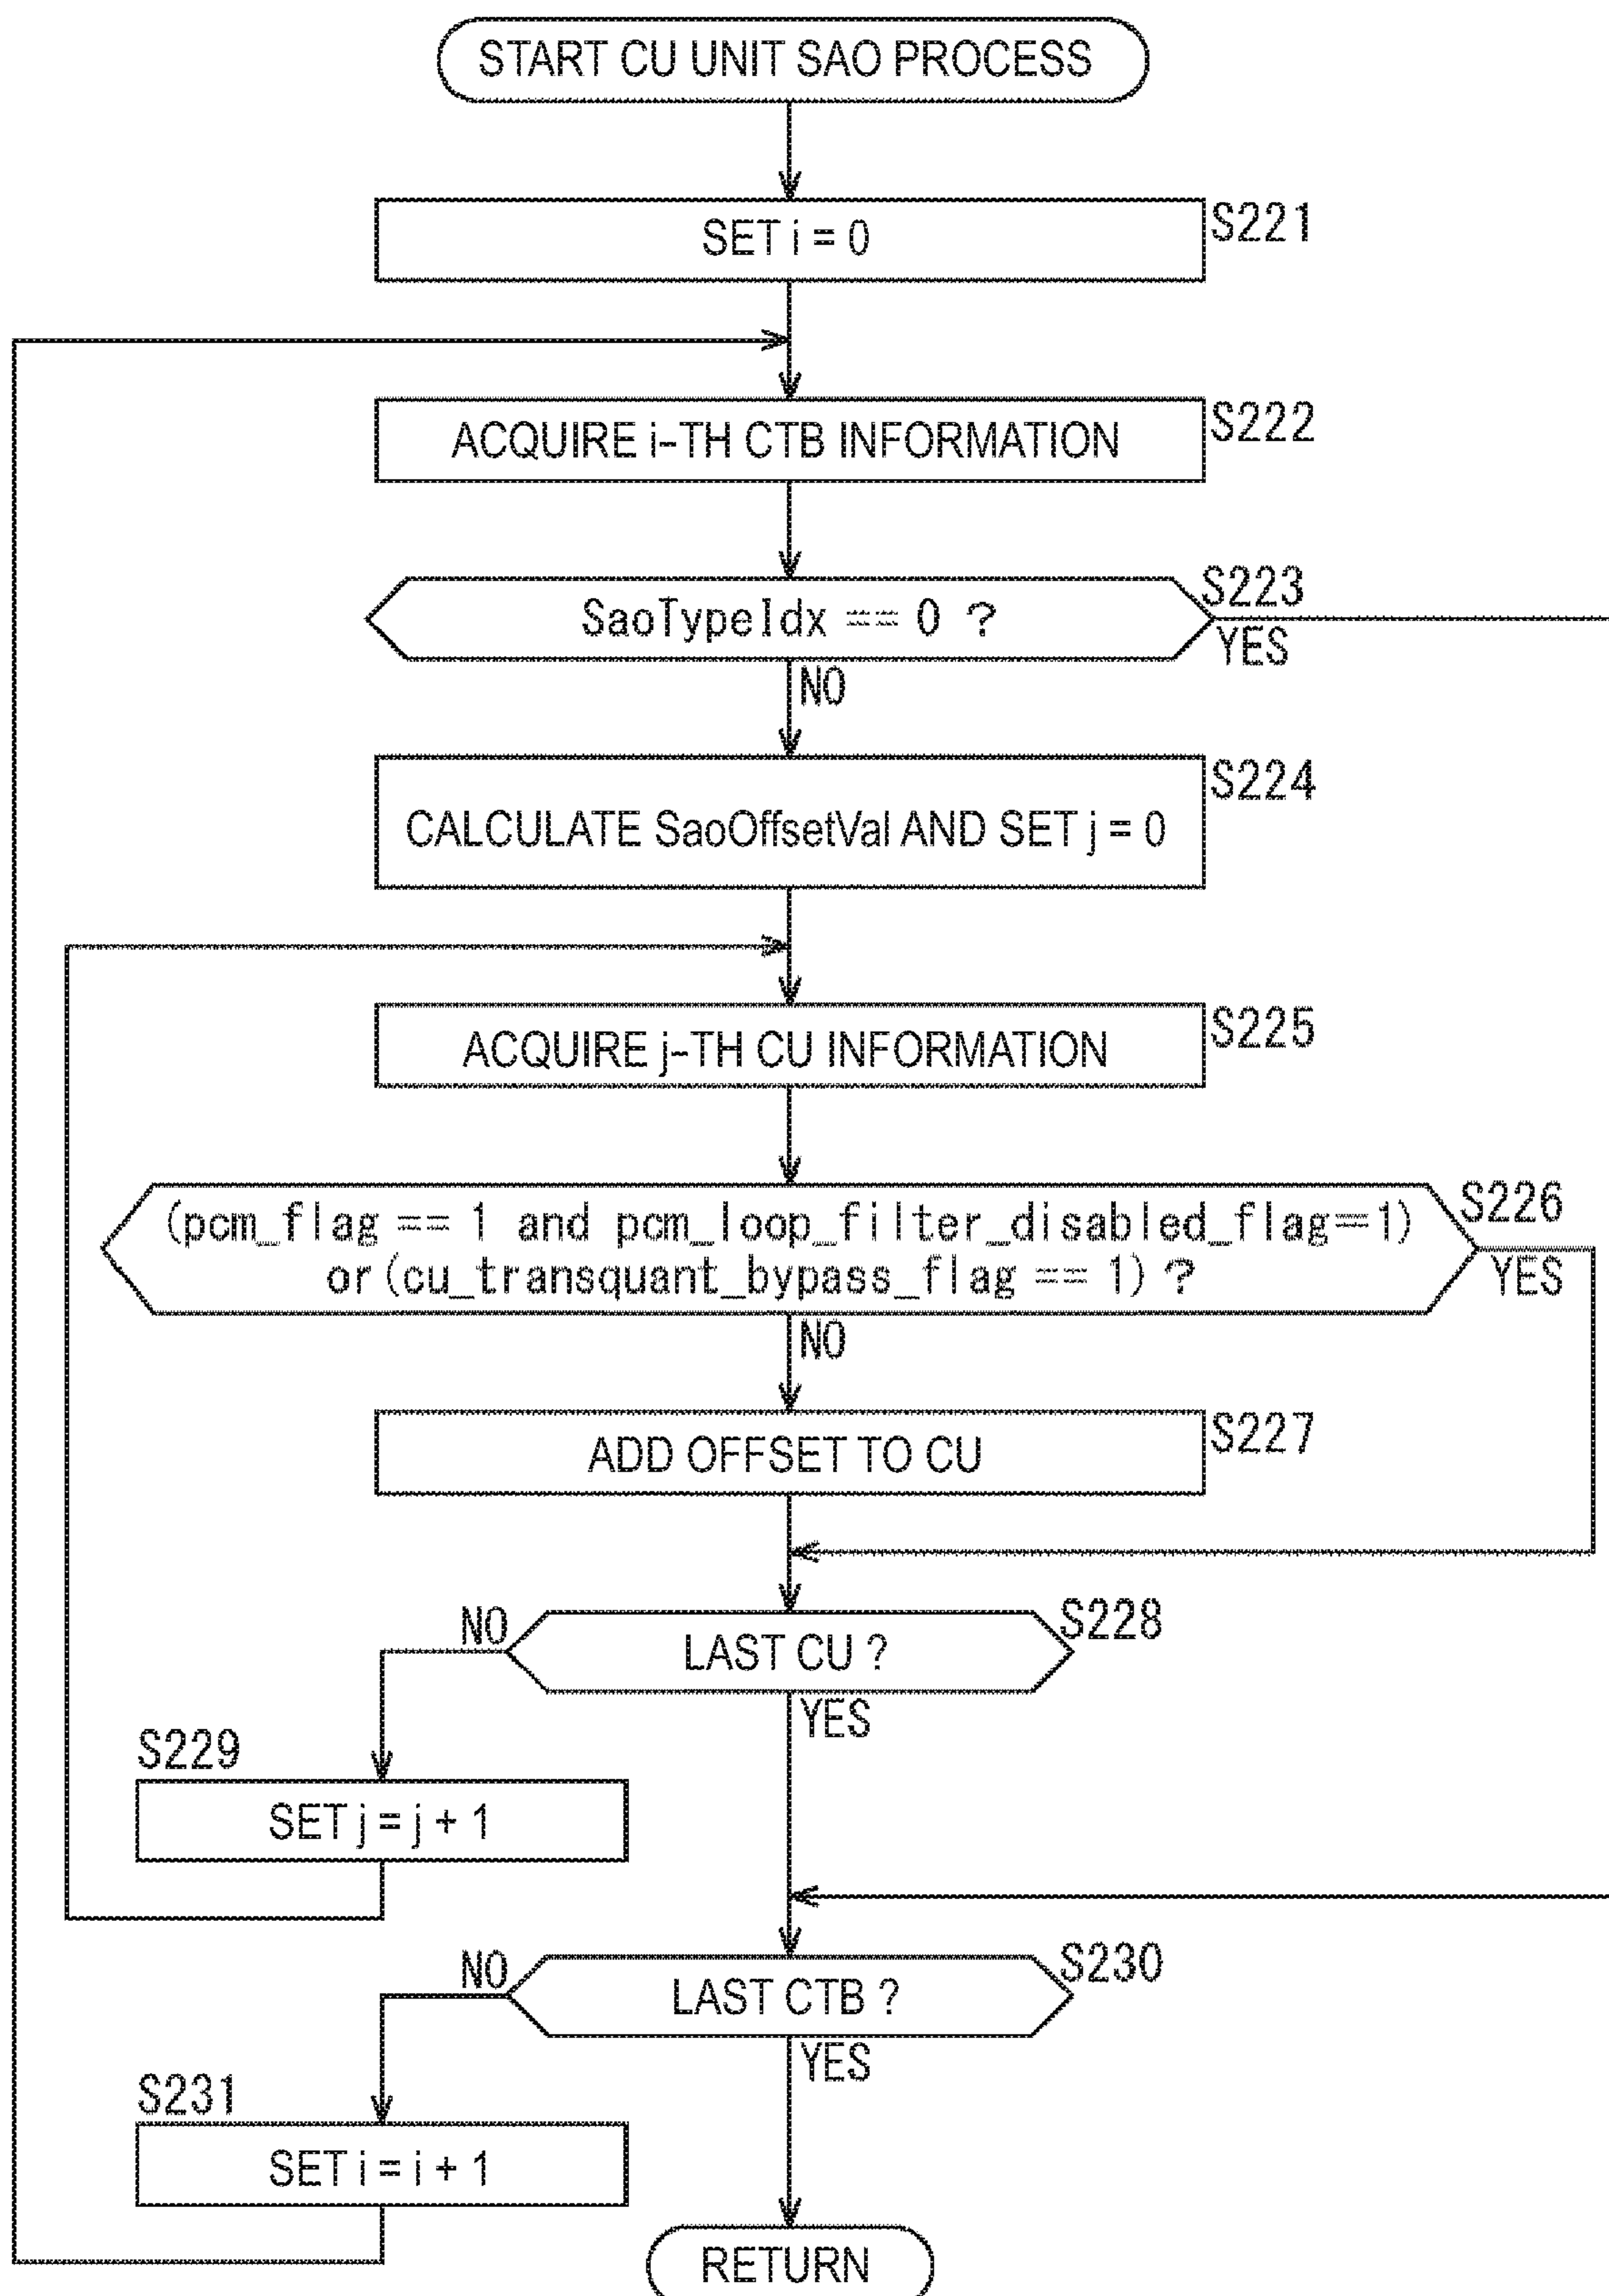 START CU UNIT SAO PROCESS
SET i = 0
S221
ACQUIRE i-TH CTB INFORMATION
S222
SaoTypeIdx == 0 ?
S223
YES
NO
CALCULATE SaoOffsetVal AND SET j = 0
S224
ACQUIRE j-TH CU INFORMATION
S225
(pcm_flag == 1 and pcm_loop_filter_disabled_flag==1)
or (cu_transquant_bypass_flag == 1) ?
S226
YES
NO
ADD OFFSET TO CU
S227
LAST CU ?
S228
NO
YES
S229
SET j = j + 1
LAST CTB ?
S230
NO
YES
S231
SET i = i + 1
RETURN